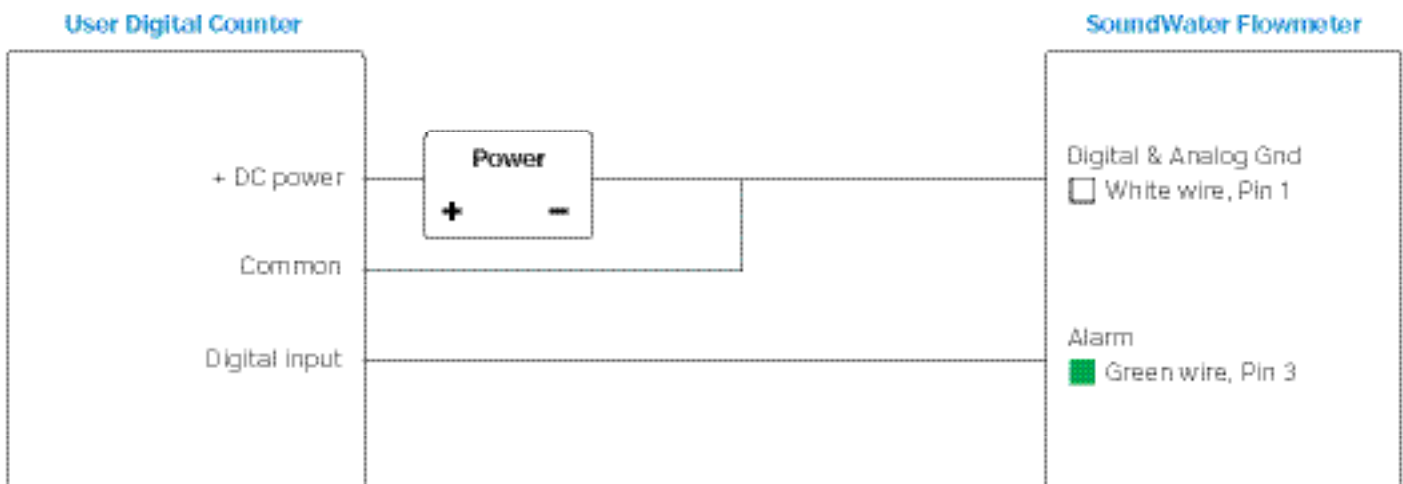 User Digital Counter
SoundWater Flowmeter
+ DC power
Power
+ −
Common
Digital input
Digital & Analog Gnd
White wire, Pin 1
Alarm
Green wire, Pin 3